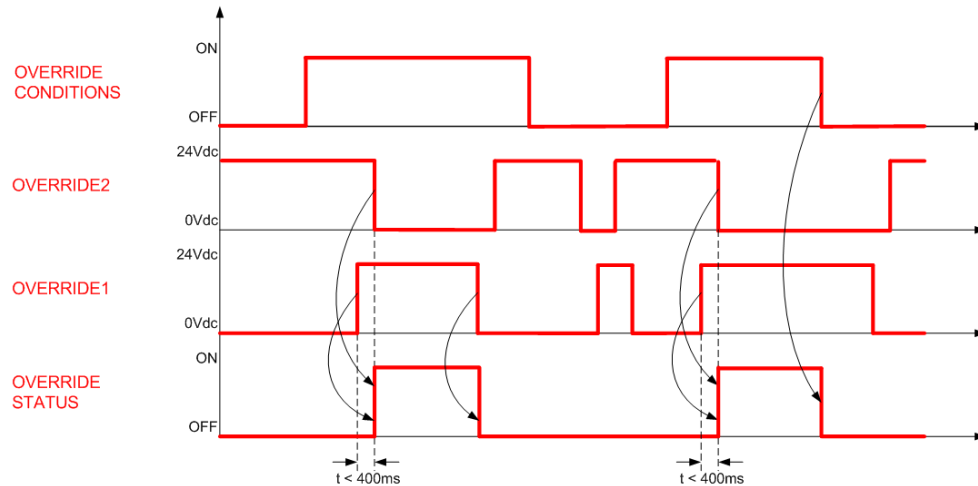 ON
OVERRIDE
CONDITIONS
OFF
24Vdc
OVERRIDE2
0Vdc
24Vdc
OVERRIDE1
0Vdc
ON
OVERRIDE
STATUS
OFF
t < 400ms
t < 400ms